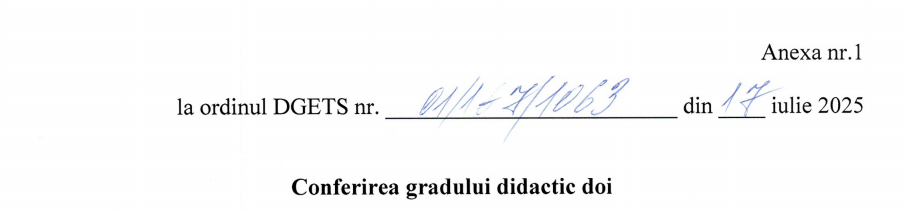 Anexa nr.1
la ordinul DGETS nr. 01/1-7/1063 din 17 iulie 2025
Conferirea gradului didactic doi